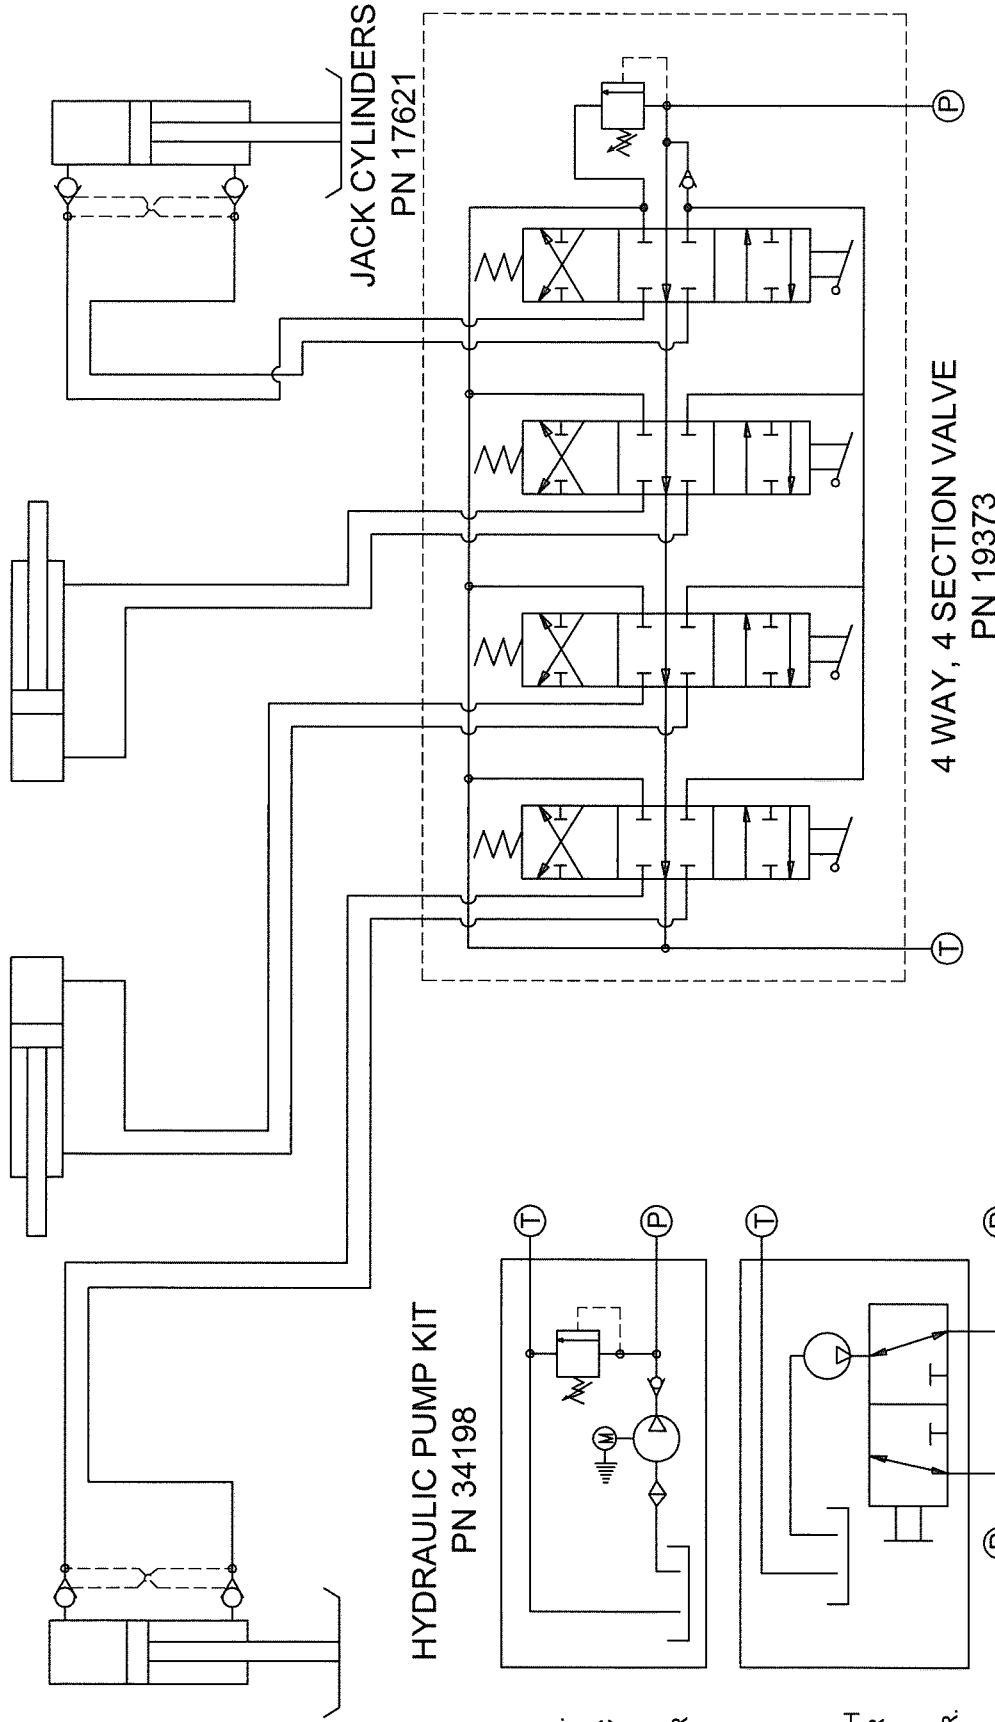 JACK CYLINDERS
PN 17621
P
4 WAY, 4 SECTION VALVE
PN 19373
T
HYDRAULIC PUMP KIT
PN 34198
T
P
M
T